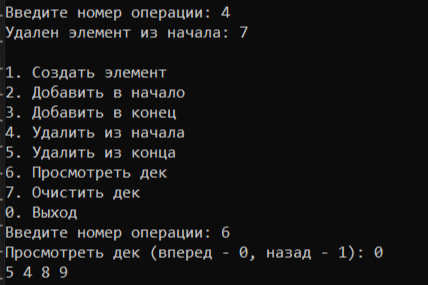 Введите номер операции: 4
Удален элемент из начала: 7
1. Создать элемент
2. Добавить в начало
3. Добавить в конец
4. Удалить из начала
5. Удалить из конца
6. Просмотреть дек
7. Очистить дек
0. Выход
Введите номер операции: 6
Просмотреть дек (вперед - 0, назад - 1): 0
5 4 8 9